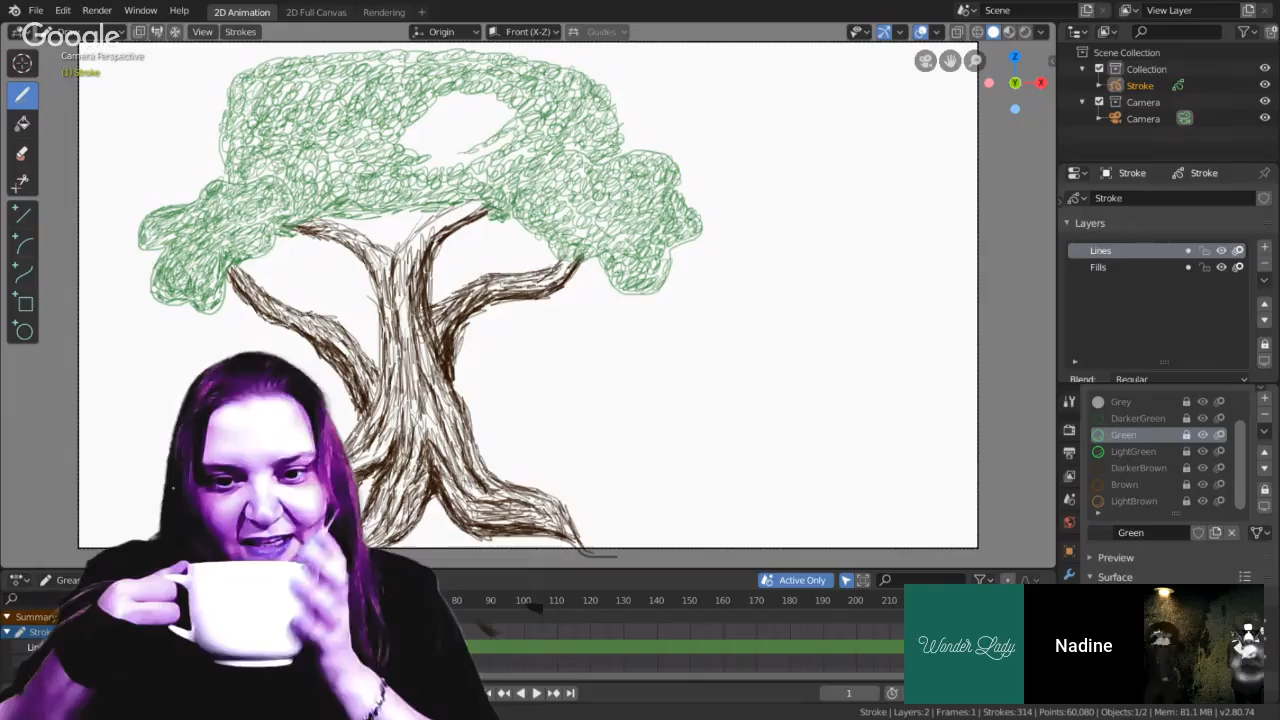 File Edit Render Window Help 2D Animation 2D Full Canvas Rendering + Scene View Layer
Google
View Strokes Origin Front (X-Z) Guides
Camera Perspective
(1) Stroke
Z
Y X
Scene Collection
Collection
Stroke
Camera
Camera
Stroke Stroke
Stroke
Layers
Lines
Fills
Blend: Regular
Grey
DarkerGreen
Green
LightGreen
DarkerBrown
Brown
LightBrown
Green
Preview
Surface
Greas Active Only
80 90 100 110 120 130 140 150 160 170 180 190 200 210
Summary
Strok
Lin
Wonder Lady
Nadine
1
Stroke | Layers:2 | Frames:1 | Strokes:314 | Points:60,080 | Objects:1/2 | Mem: 81.1 MB | v2.80.74